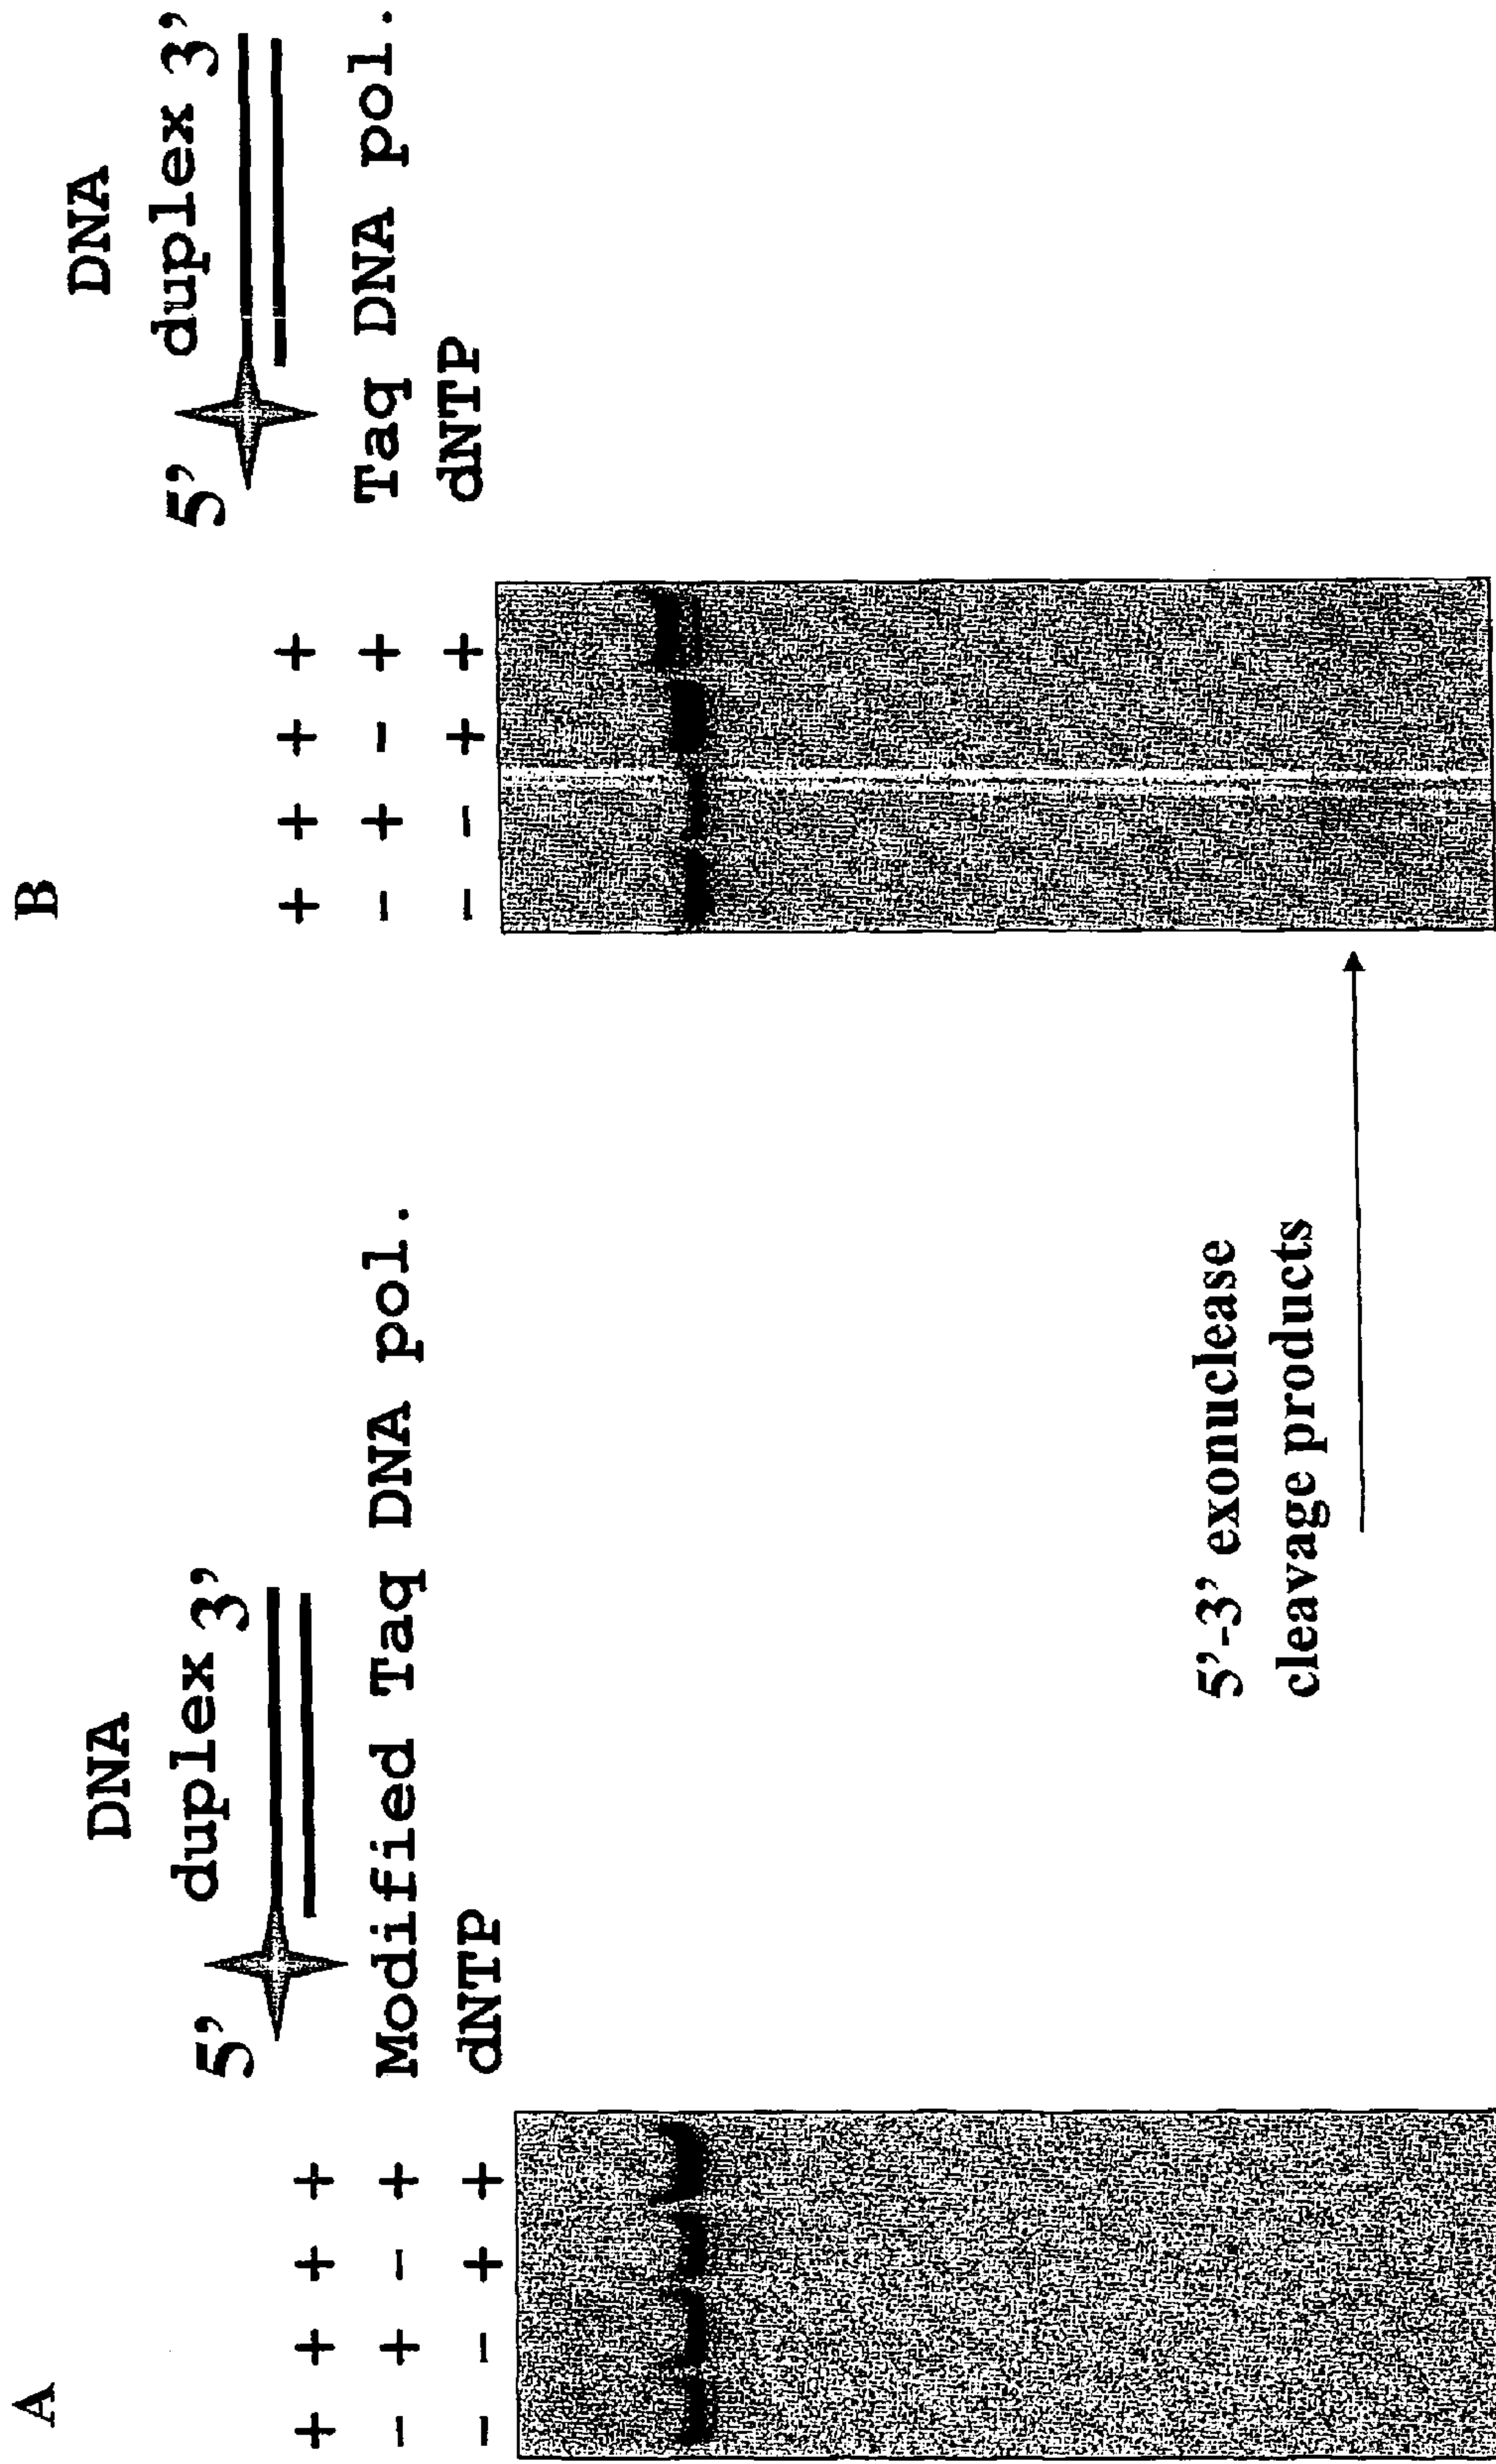 A
DNA
5' duplex 3'
+ + + +
- + - + Modified Taq DNA pol.
- - + + dNTP
B
DNA
5' duplex 3'
+ + + +
- + - + Taq DNA pol.
- - + + dNTP
5'-3' exonuclease
cleavage products